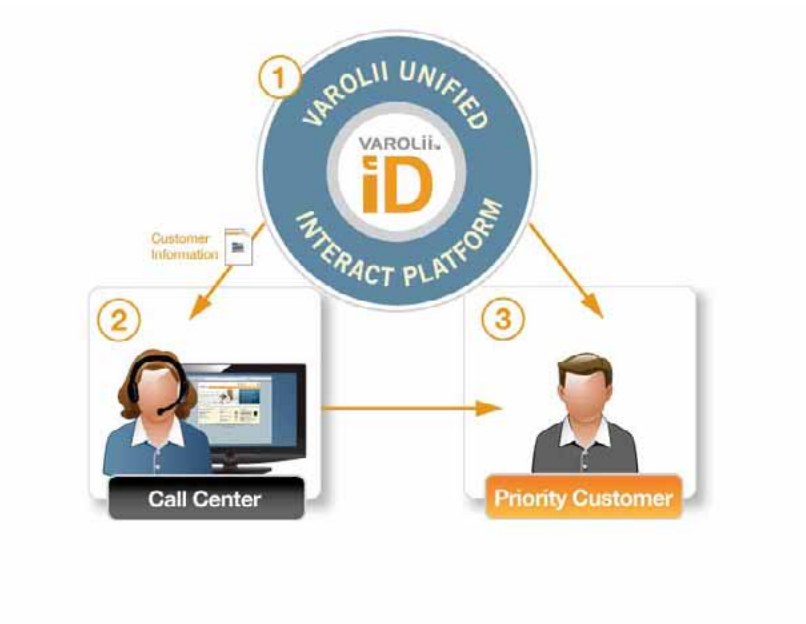 1
VAROLII UNIFIED
VAROLii
iD
INTERACT PLATFORM
Customer
Information
2
3
Call Center
Priority Customer